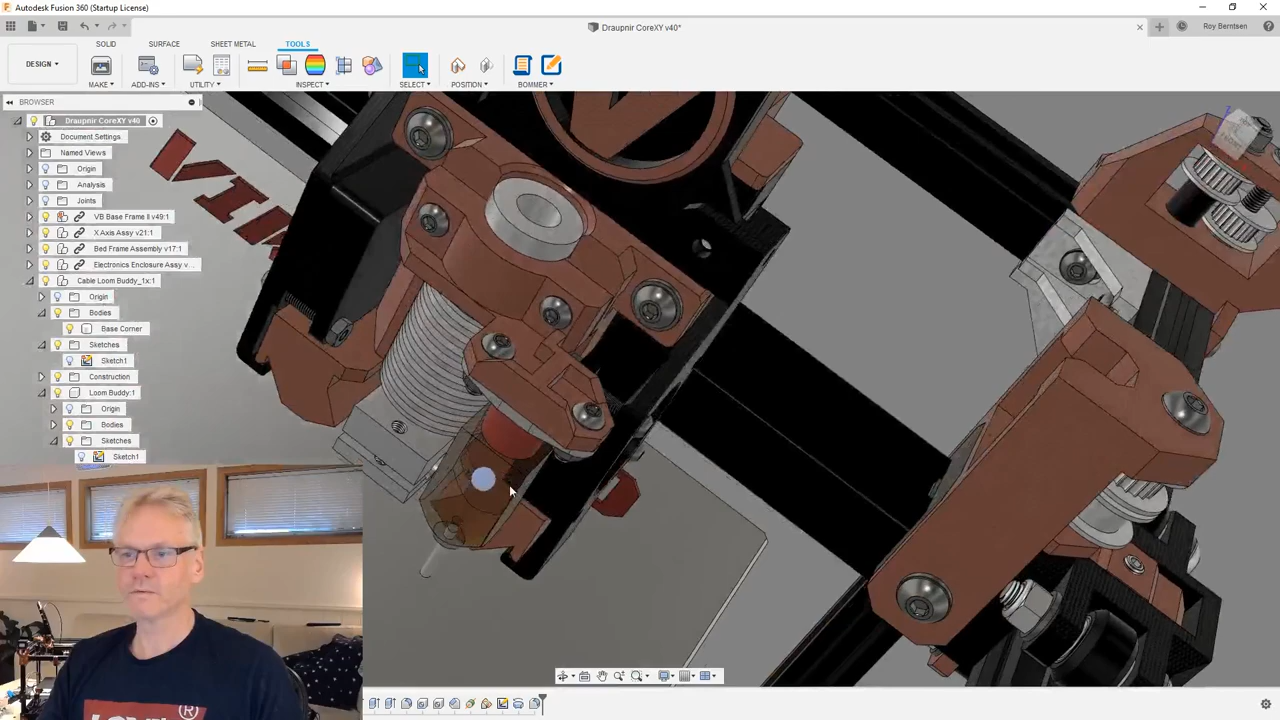 Autodesk Fusion 360 (Startup License)
Draupnir CoreXY v40*
Roy Berntsen
DESIGN
SOLID SURFACE SHEET METAL TOOLS
MAKE ADD-INS UTILITY INSPECT SELECT POSITION BOMMER
BROWSER
Draupnir CoreXY v40
Document Settings
Named Views
Origin
Analysis
Joints
VB Base Frame II v49:1
X Axis Assy v21:1
Bed Frame Assembly v17:1
Electronics Enclosure Assy v...
Cable Loom Buddy_1x:1
Origin
Bodies
Base Corner
Sketches
Sketch1
Construction
Loom Buddy:1
Origin
Bodies
Sketches
Sketch1